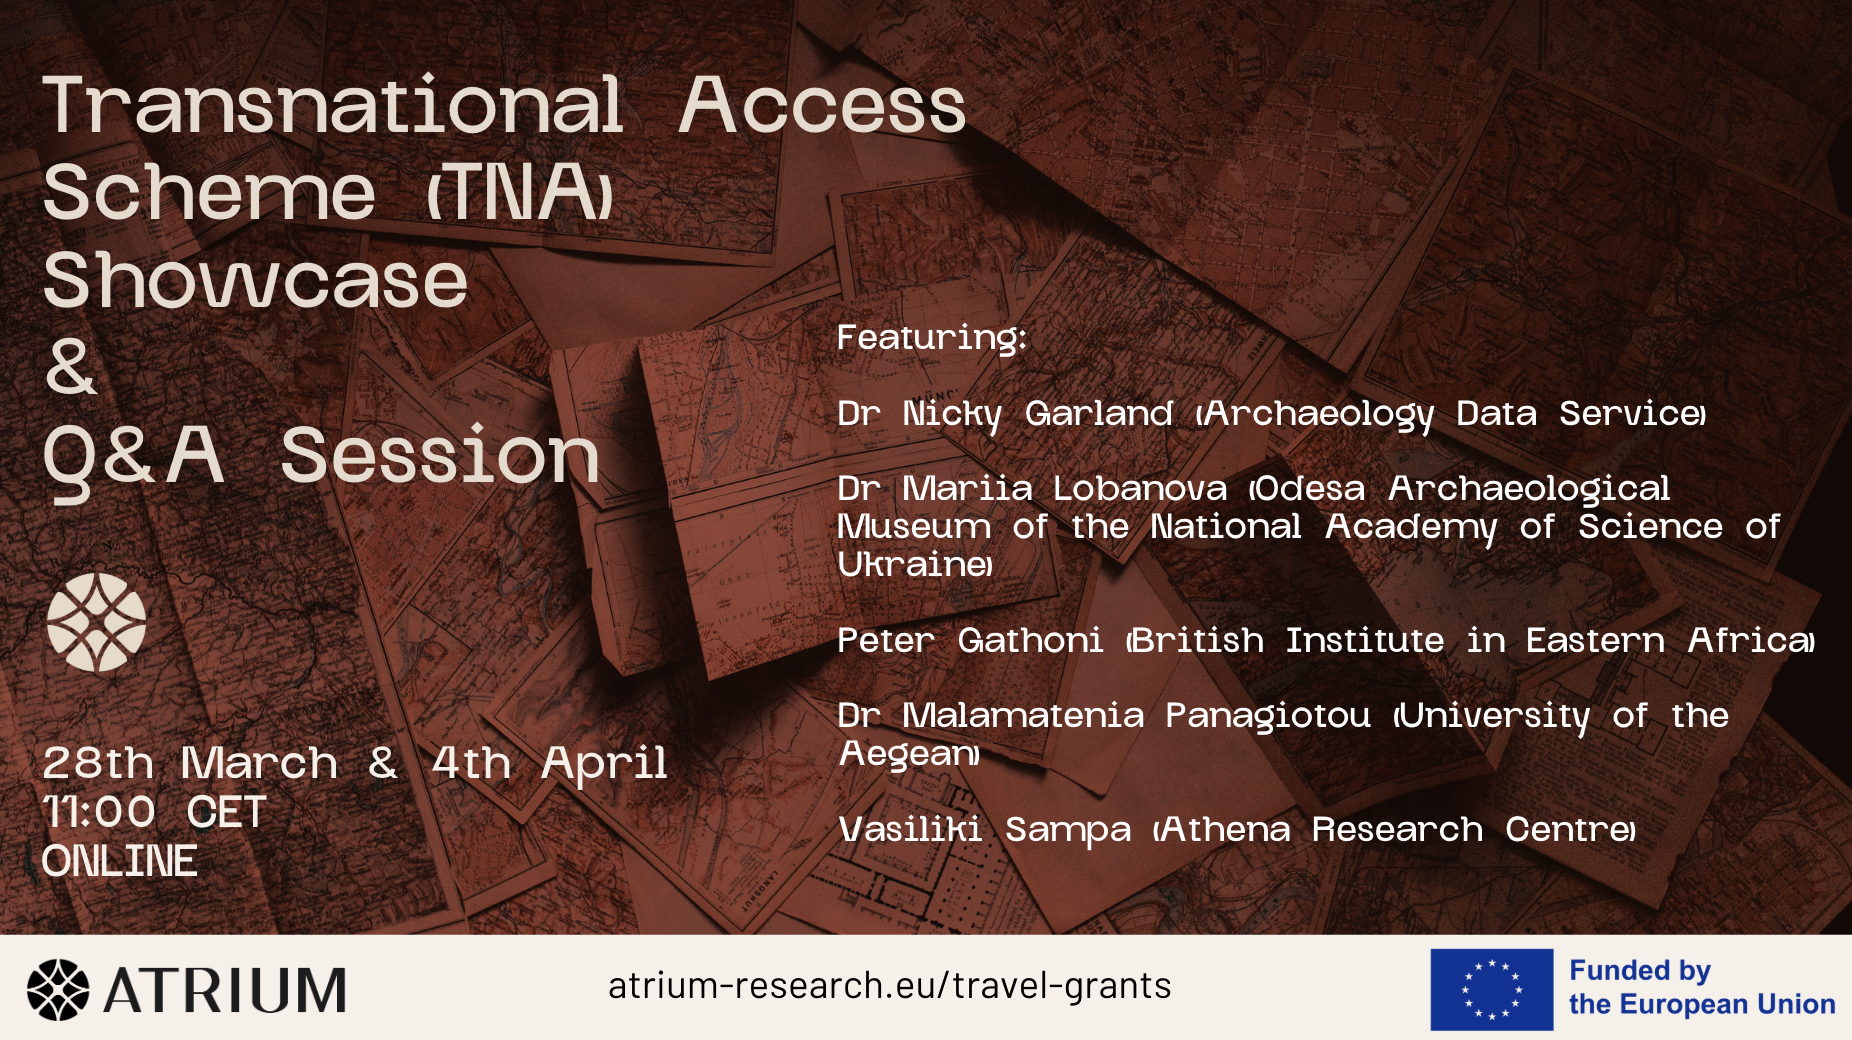 Transnational Access
Scheme (TNA)
Showcase
&
Q&A Session
28th March & 4th April
11:00 CET
ONLINE
Featuring:
Dr Nicky Garland (Archaeology Data Service)
Dr Mariia Lobanova (Odesa Archaeological
Museum of the National Academy of Science of
Ukraine)
Peter Gathoni (British Institute in Eastern Africa)
Dr Malamatenia Panagiotou (University of the
Aegean)
Vasiliki Sampa (Athena Research Centre)
ATRIUM
atrium-research.eu/travel-grants
Funded by
the European Union
LANDSHUT